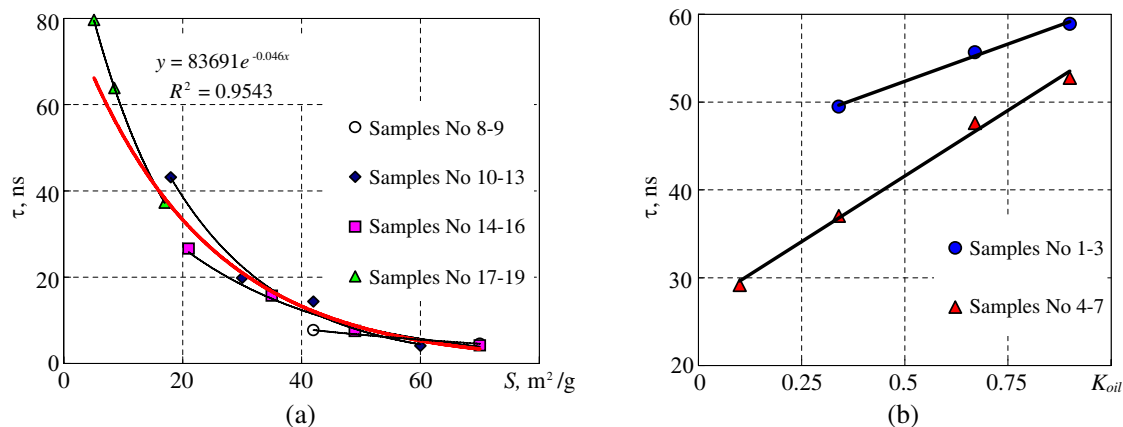 80
60
40
20
0
τ, ns
y = 83691e^-0.046x
R² = 0.9543
Samples No 8-9
Samples No 10-13
Samples No 14-16
Samples No 17-19
0
20
40
60
S, m²/g
(a)
60
50
40
30
20
τ, ns
Samples No 1-3
Samples No 4-7
0
0.25
0.5
0.75
K_oil
(b)